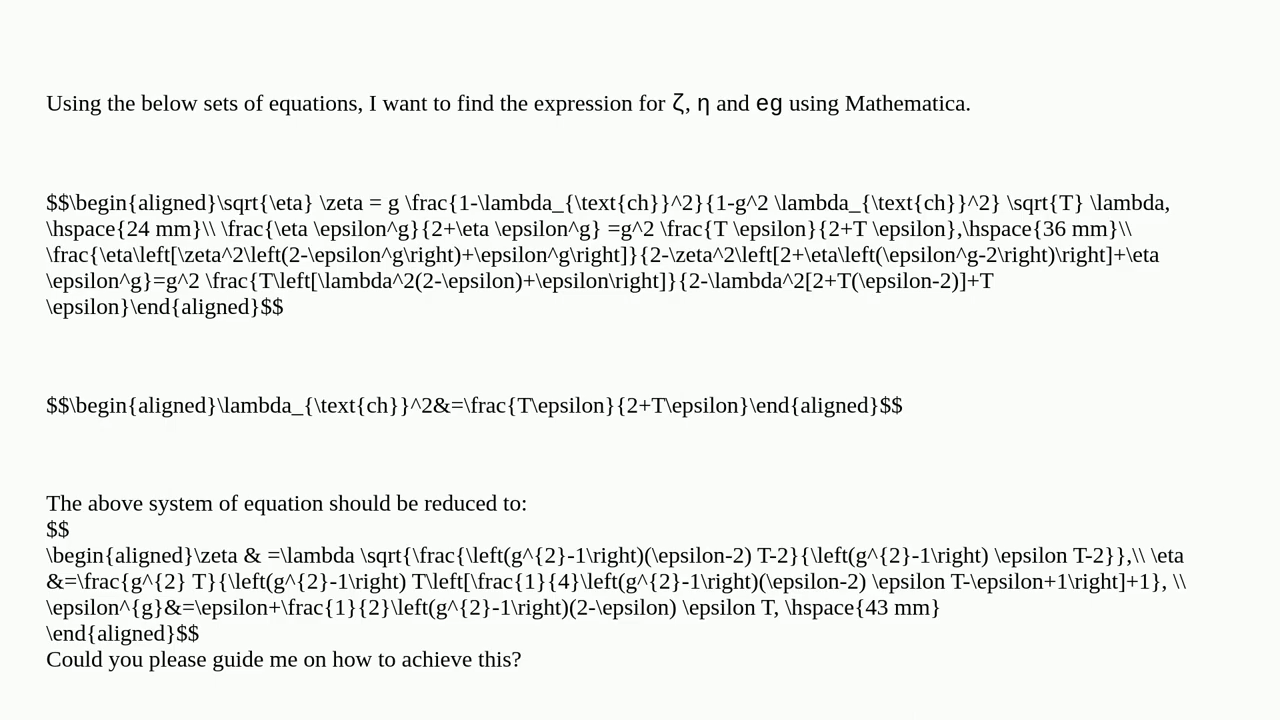 Using the below sets of equations, I want to find the expression for ζ, η and eg using Mathematica.
$$\begin{aligned}\sqrt{\eta} \zeta = g \frac{1-\lambda_{\text{ch}}^2}{1-g^2 \lambda_{\text{ch}}^2} \sqrt{T} \lambda,
\hspace{24 mm}\\ \frac{\eta \epsilon^g}{2+\eta \epsilon^g} =g^2 \frac{T \epsilon}{2+T \epsilon},\hspace{36 mm}\\
\frac{\eta\left[\zeta^2\left(2-\epsilon^g\right)+\epsilon^g\right]}{2-\zeta^2\left[2+\eta\left(\epsilon^g-2\right)\right]+\eta
\epsilon^g}=g^2 \frac{T\left[\lambda^2(2-\epsilon)+\epsilon\right]}{2-\lambda^2[2+T(\epsilon-2)]+T
\epsilon}\end{aligned}$$
$$\begin{aligned}\lambda_{\text{ch}}^2&=\frac{T\epsilon}{2+T\epsilon}\end{aligned}$$
The above system of equation should be reduced to:
$$
\begin{aligned}\zeta & =\lambda \sqrt{\frac{\left(g^{2}-1\right)(\epsilon-2) T-2}{\left(g^{2}-1\right) \epsilon T-2}},\\ \eta
&=\frac{g^{2} T}{\left(g^{2}-1\right) T\left[\frac{1}{4}\left(g^{2}-1\right)(\epsilon-2) \epsilon T-\epsilon+1\right]+1}, \\
\epsilon^{g}&=\epsilon+\frac{1}{2}\left(g^{2}-1\right)(2-\epsilon) \epsilon T, \hspace{43 mm}
\end{aligned}$$
Could you please guide me on how to achieve this?